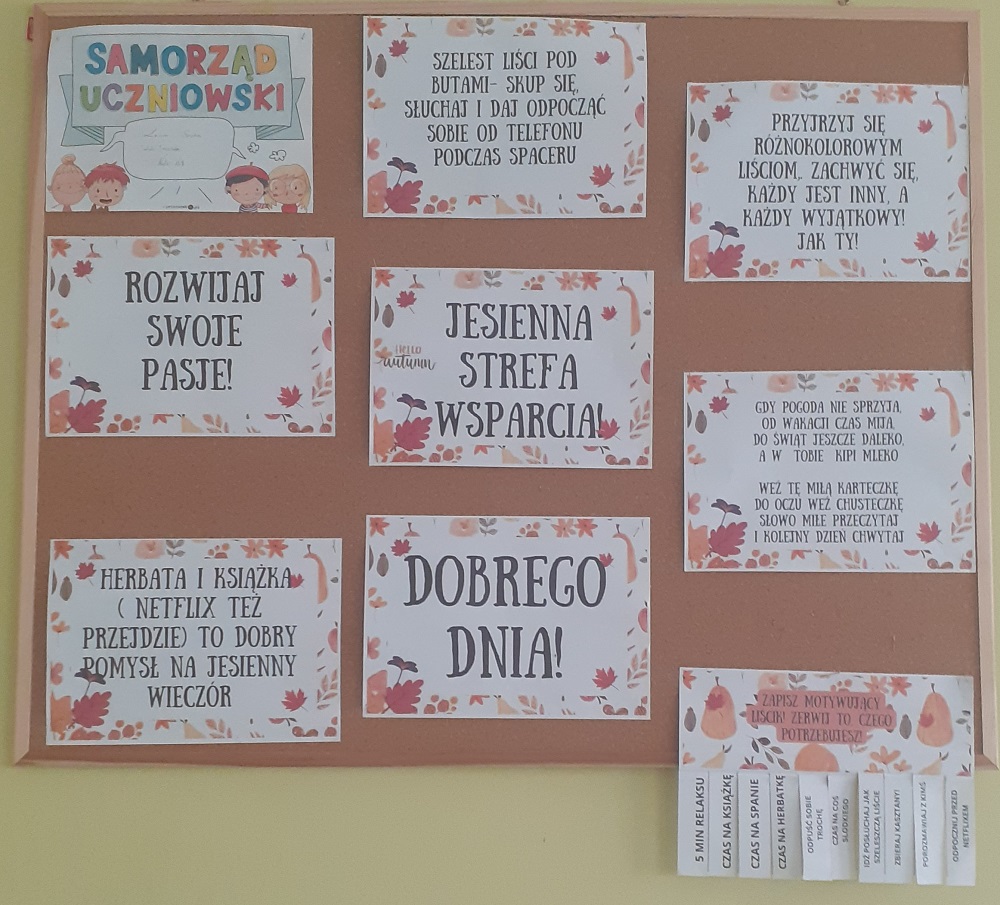 SAMORZĄD
UCZNIOWSKI
SZELEST LIŚCI POD
BUTAMI- SKUP SIĘ,
SŁUCHAJ I DAJ ODPOCZĄĆ
SOBIE OD TELEFONU
PODCZAS SPACERU
PRZYJRZYJ SIĘ
RÓŻNOKOLOROWYM
LIŚCIOM,. ZACHWYĆ SIĘ,
KAŻDY JEST INNY, A
KAŻDY WYJĄTKOWY!
JAK TY!
ROZWIJAJ
SWOJE
PASJE!
HELLO
autumn
JESIENNA
STREFA
WSPARCIA!
GDY POGODA NIE SPRZYJA,
OD WAKACJI CZAS MIJA,
DO ŚWIĄT JESZCZE DALEKO,
A W TOBIE KIPI MLEKO
WEŹ TĘ MIŁĄ KARTECZKĘ
DO OCZU WEŹ CHUSTECZKĘ
SŁOWO MIŁE PRZECZYTAJ
I KOLEJNY DZIEŃ CHWYTAJ
HERBATA I KSIĄŻKA
( NETFLIX TEŻ
PRZEJDZIE) TO DOBRY
POMYSŁ NA JESIENNY
WIECZÓR
DOBREGO
DNIA!
ZAPISZ MOTYWUJĄCY
LIŚCIK! ZERWIJ TO CZEGO
POTRZEBUJESZ!
5 MIN RELAKSU
CZAS NA KSIĄŻKĘ
CZAS NA SPANIE
CZAS NA HERBATKĘ
ODPUŚĆ SOBIE
TROCHĘ
CZAS NA COŚ
SŁODKIEGO
IDŹ POSŁUCHAJ JAK
SZELESZCZĄ LIŚCIE
ZBIERAJ KASZTANY!
POROZMAWIAJ Z KIMŚ
ODPOCZNIJ PRZED
NETFLIXEM